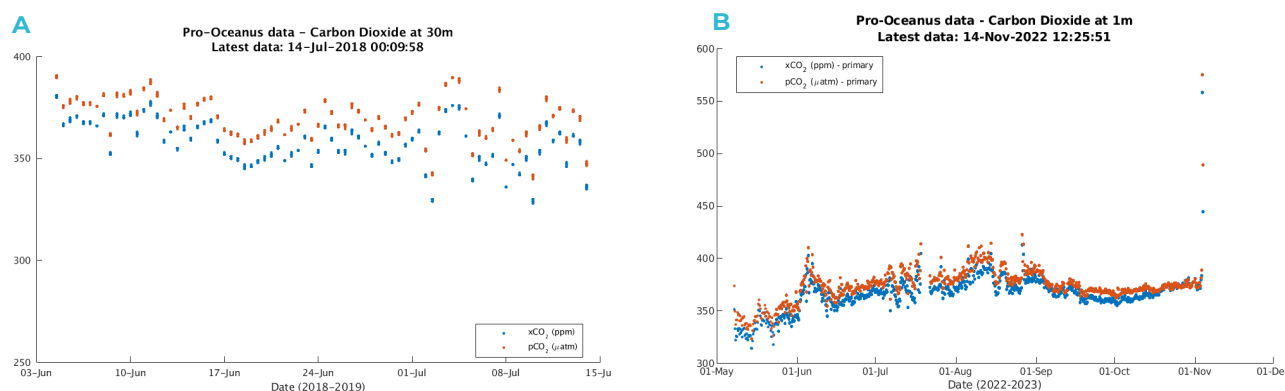 A
Pro-Oceanus data - Carbon Dioxide at 30m
Latest data: 14-Jul-2018 00:09:58
400
350
300
250
xCO2 (ppm)
pCO2 (μatm)
03-Jun
10-Jun
17-Jun
24-Jun
01-Jul
08-Jul
15-Jul
Date (2018-2019)
B
Pro-Oceanus data - Carbon Dioxide at 1m
Latest data: 14-Nov-2022 12:25:51
600
xCO2 (ppm) - primary
pCO2 (μatm) - primary
550
500
450
400
350
300
01-May
01-Jun
01-Jul
01-Aug
01-Sep
01-Oct
01-Nov
01-De
Date (2022-2023)